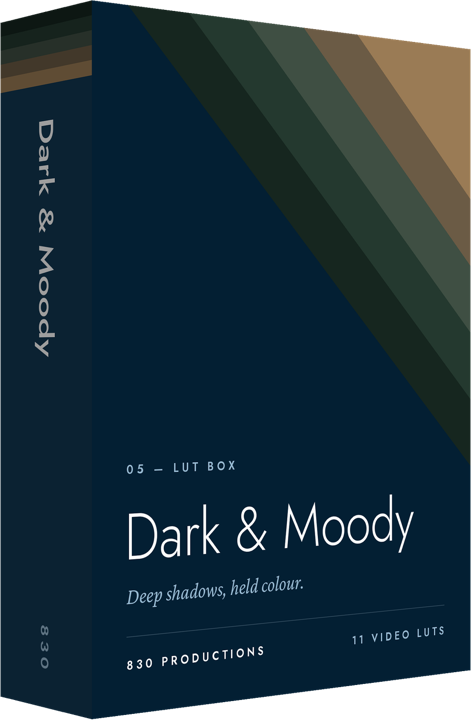 Dark & Moody
830
05 — LUT BOX
Dark & Moody
Deep shadows, held colour.
830 PRODUCTIONS
11 VIDEO LUTS